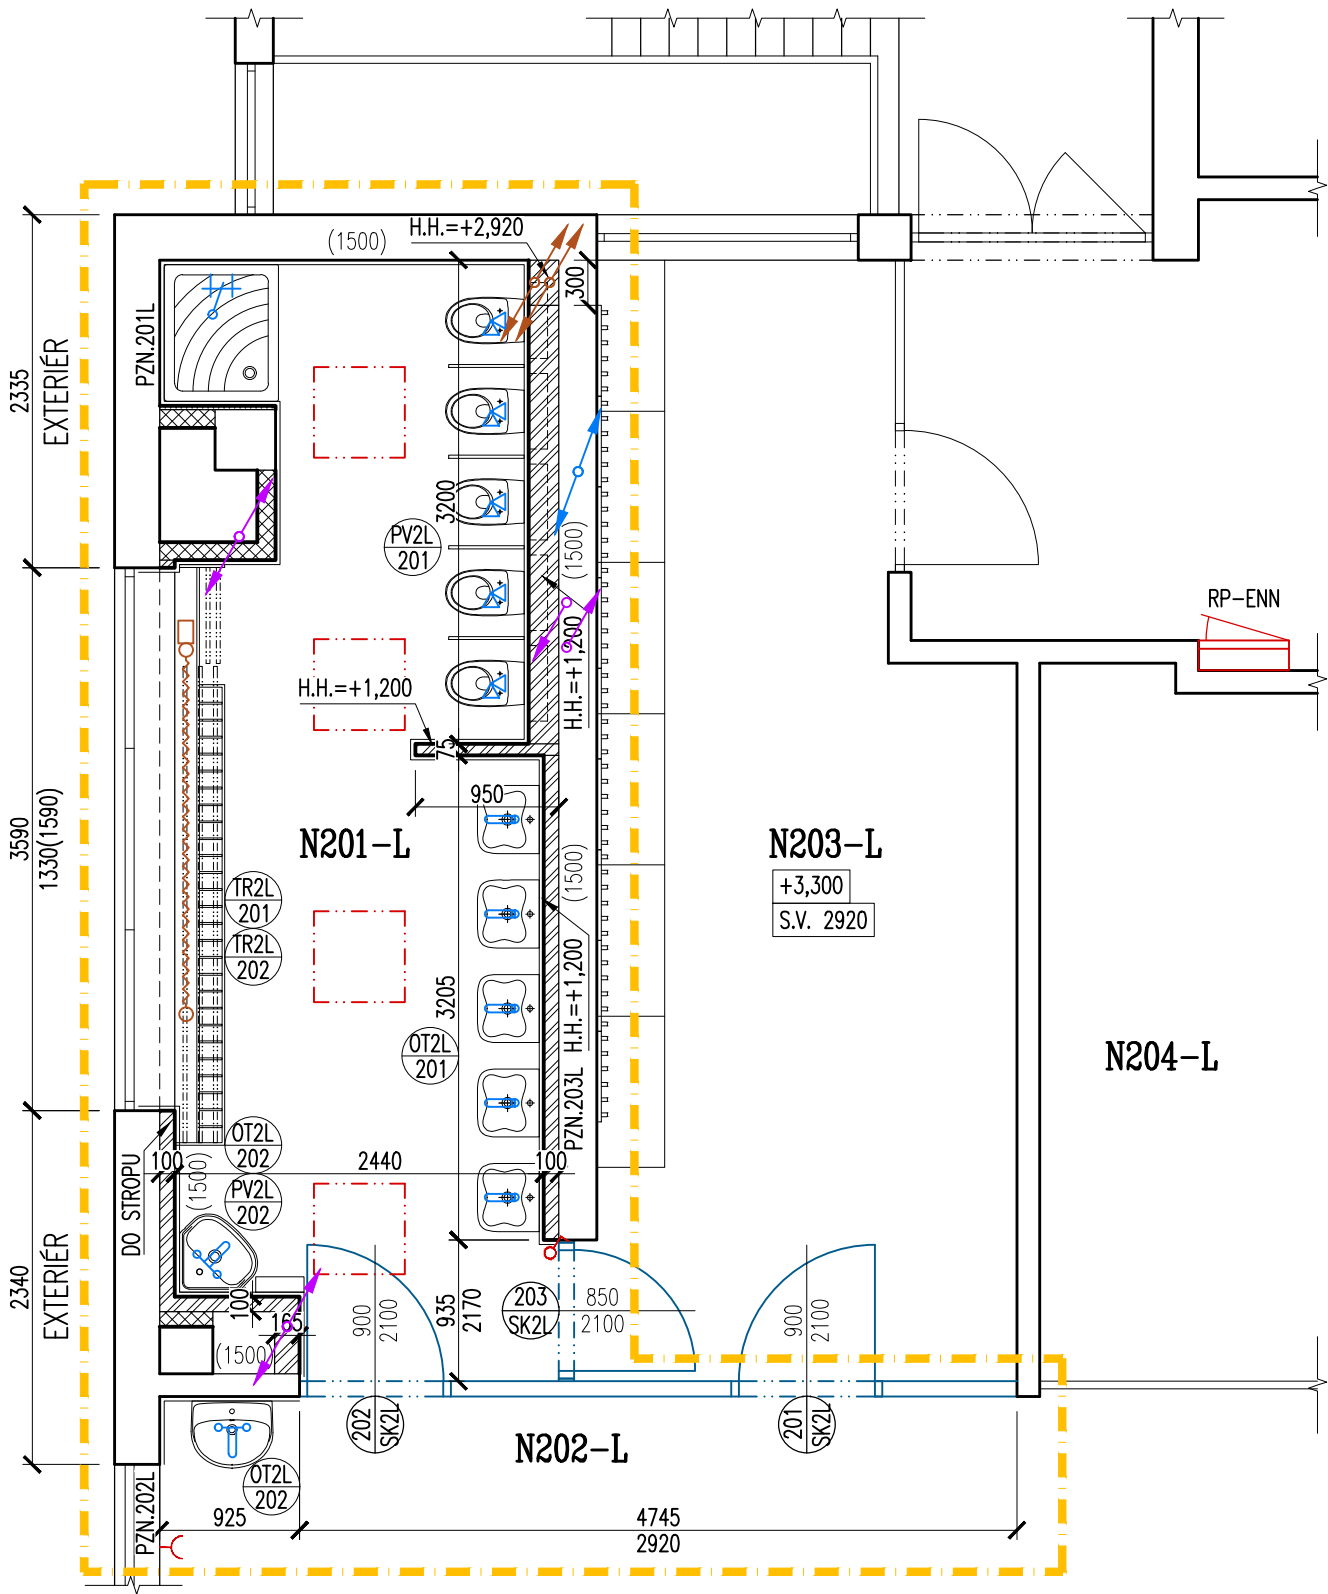 H.H.=+2,920
(1500)
300
PZN.201L
2335
EXTERIÉR
3200
PV2L
201
(1500)
H.H.=+1,200
RP-ENN
H.H.=+1,200
75
950
N201-L
N203-L
+3,300
S.V. 2920
3590
1330(1590)
TR2L
201
TR2L
202
(1500)
H.H.=+1,200
3205
OT2L
201
N204-L
PZN.203L
OT2L
202
100
2440
100
(1500)
PV2L
202
DO STROPU
2340
EXTERIÉR
100
165
(1500)
900
2100
935
2170
203
SK2L
850
2100
900
2100
202
SK2L
201
SK2L
N202-L
OT2L
202
PZN.202L
925
4745
2920